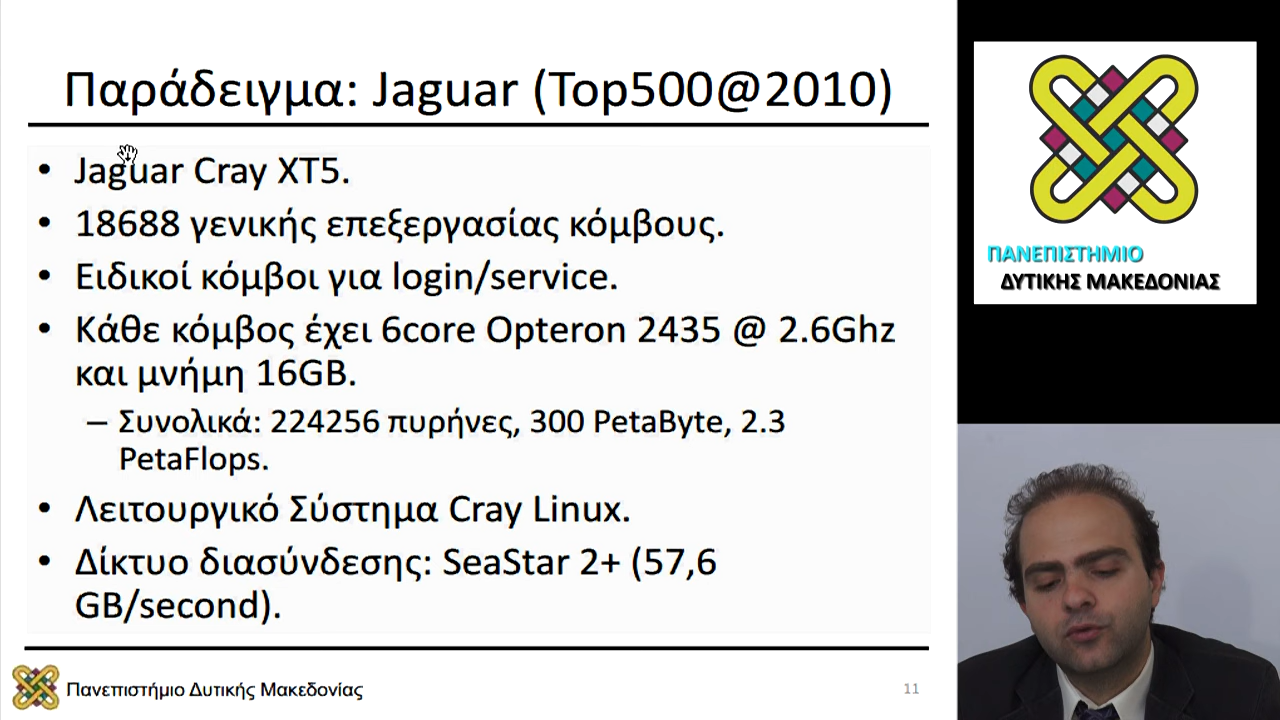 Παράδειγμα: Jaguar (Top500@2010)
• Jaguar Cray XT5.
• 18688 γενικής επεξεργασίας κόμβους.
• Ειδικοί κόμβοι για login/service.
• Κάθε κόμβος έχει 6core Opteron 2435 @ 2.6Ghz
και μνήμη 16GB.
– Συνολικά: 224256 πυρήνες, 300 PetaByte, 2.3
PetaFlops.
• Λειτουργικό Σύστημα Cray Linux.
• Δίκτυο διασύνδεσης: SeaStar 2+ (57,6
GB/second).
Πανεπιστήμιο Δυτικής Μακεδονίας
11
ΠΑΝΕΠΙΣΤΗΜΙΟ
ΔΥΤΙΚΗΣ ΜΑΚΕΔΟΝΙΑΣ